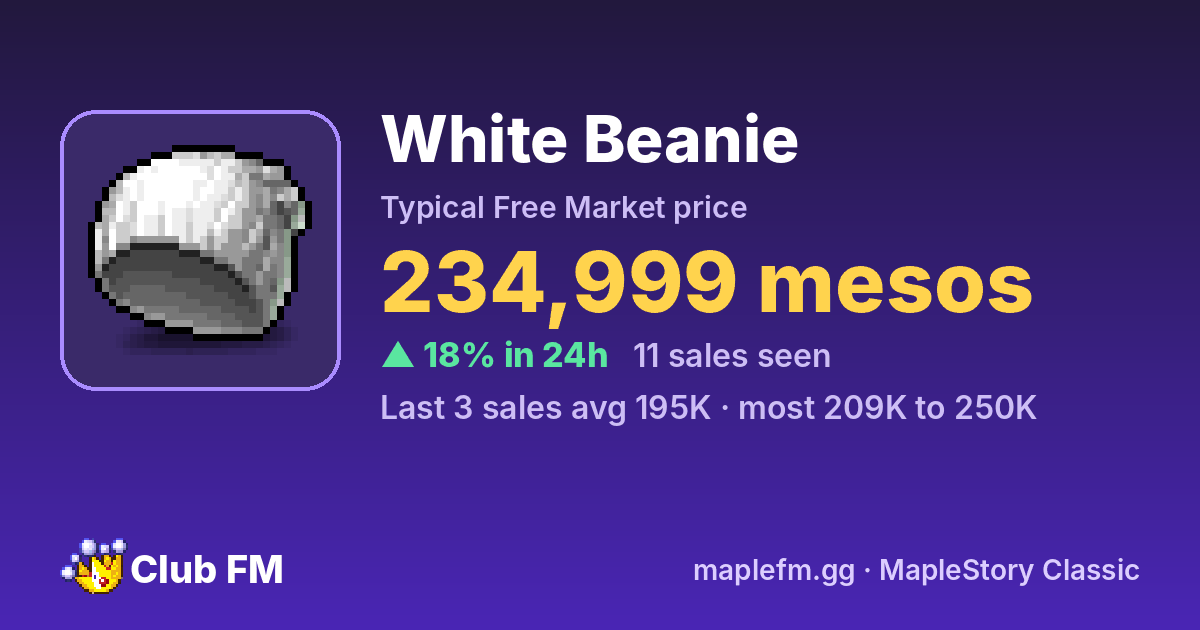 White Beanie
Typical Free Market price
234,999 mesos
▲ 18% in 24h 11 sales seen
Last 3 sales avg 195K · most 209K to 250K
Club FM
maplefm.gg · MapleStory Classic